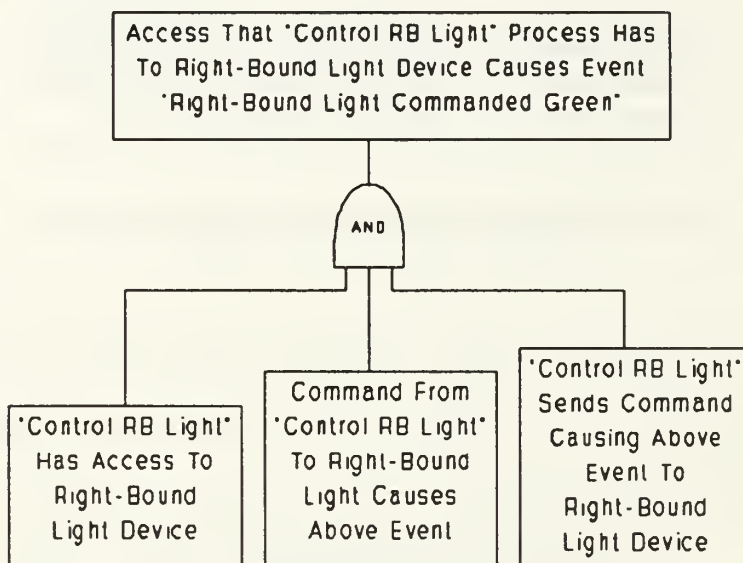 Access That "Control RB Light" Process Has
To Right-Bound Light Device Causes Event
"Right-Bound Light Commanded Green"
AND
"Control RB Light"
Has Access To
Right-Bound
Light Device
Command From
"Control RB Light"
To Right-Bound
Light Causes
Above Event
"Control RB Light"
Sends Command
Causing Above
Event To
Right-Bound
Light Device